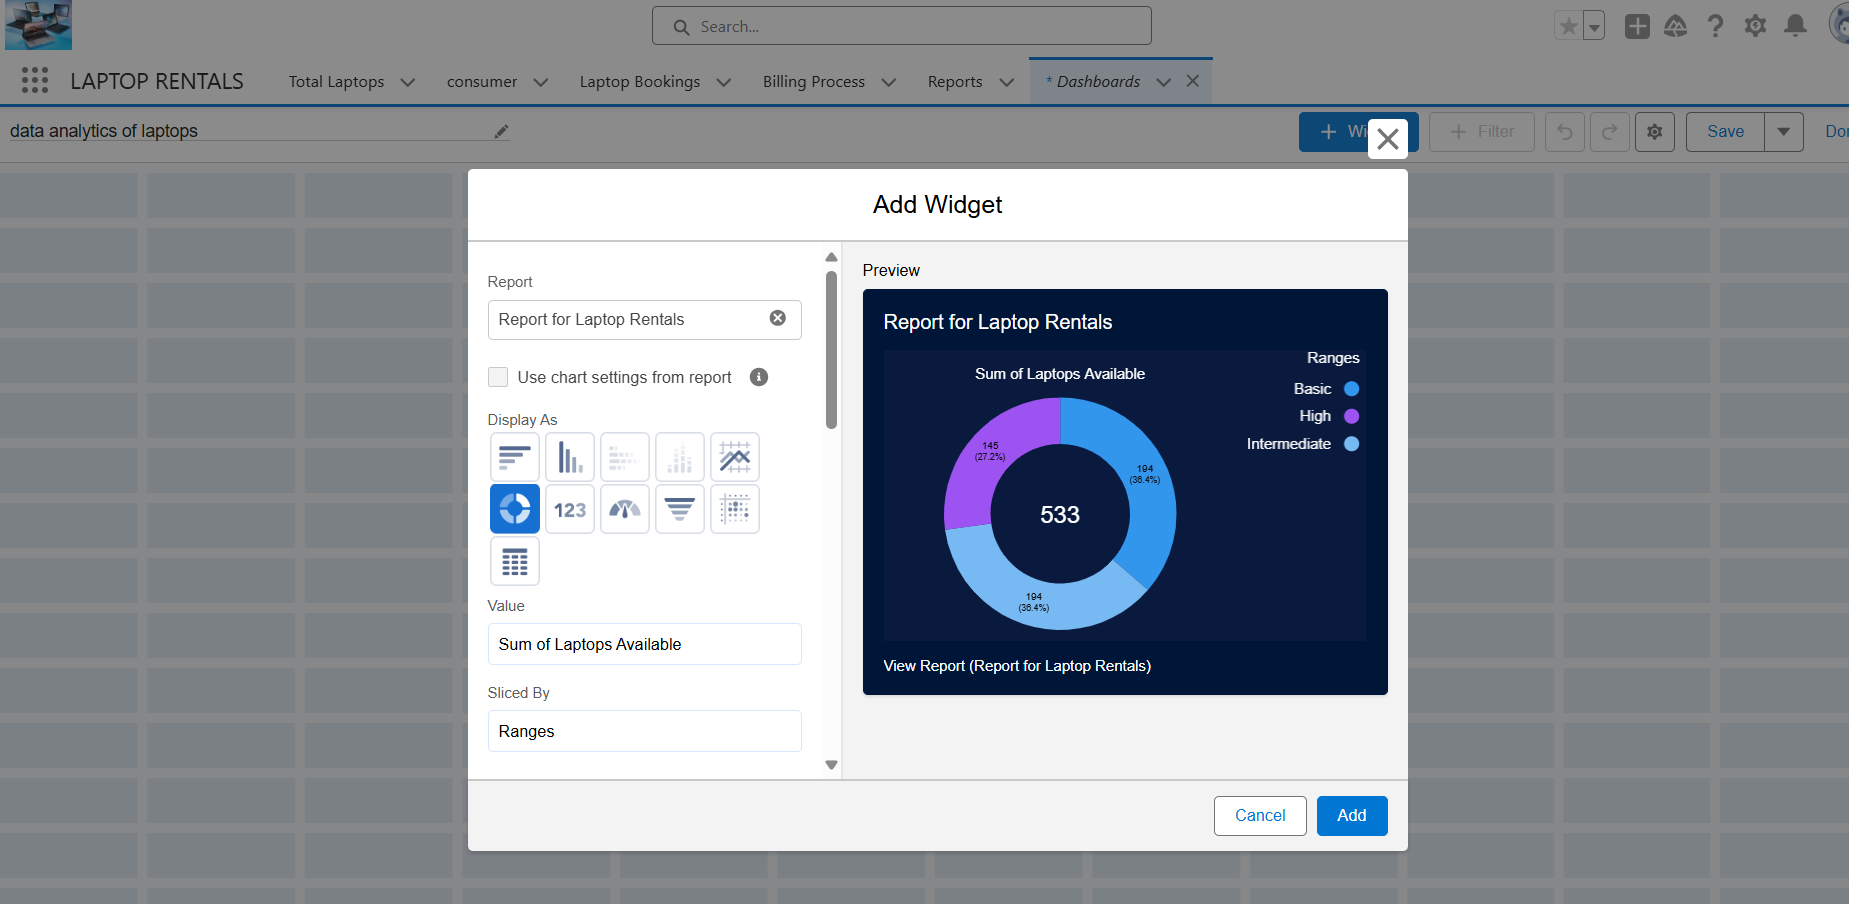 Search...
LAPTOP RENTALS
Total Laptops
consumer
Laptop Bookings
Billing Process
Reports
* Dashboards
data analytics of laptops
+ Filter
Save
Add Widget
Report
Report for Laptop Rentals
Use chart settings from report
Display As
123
Value
Sum of Laptops Available
Sliced By
Ranges
Preview
Report for Laptop Rentals
Sum of Laptops Available
Ranges
Basic
High
Intermediate
145
(27.2%)
194
(36.4%)
533
194
(36.4%)
View Report (Report for Laptop Rentals)
Cancel
Add